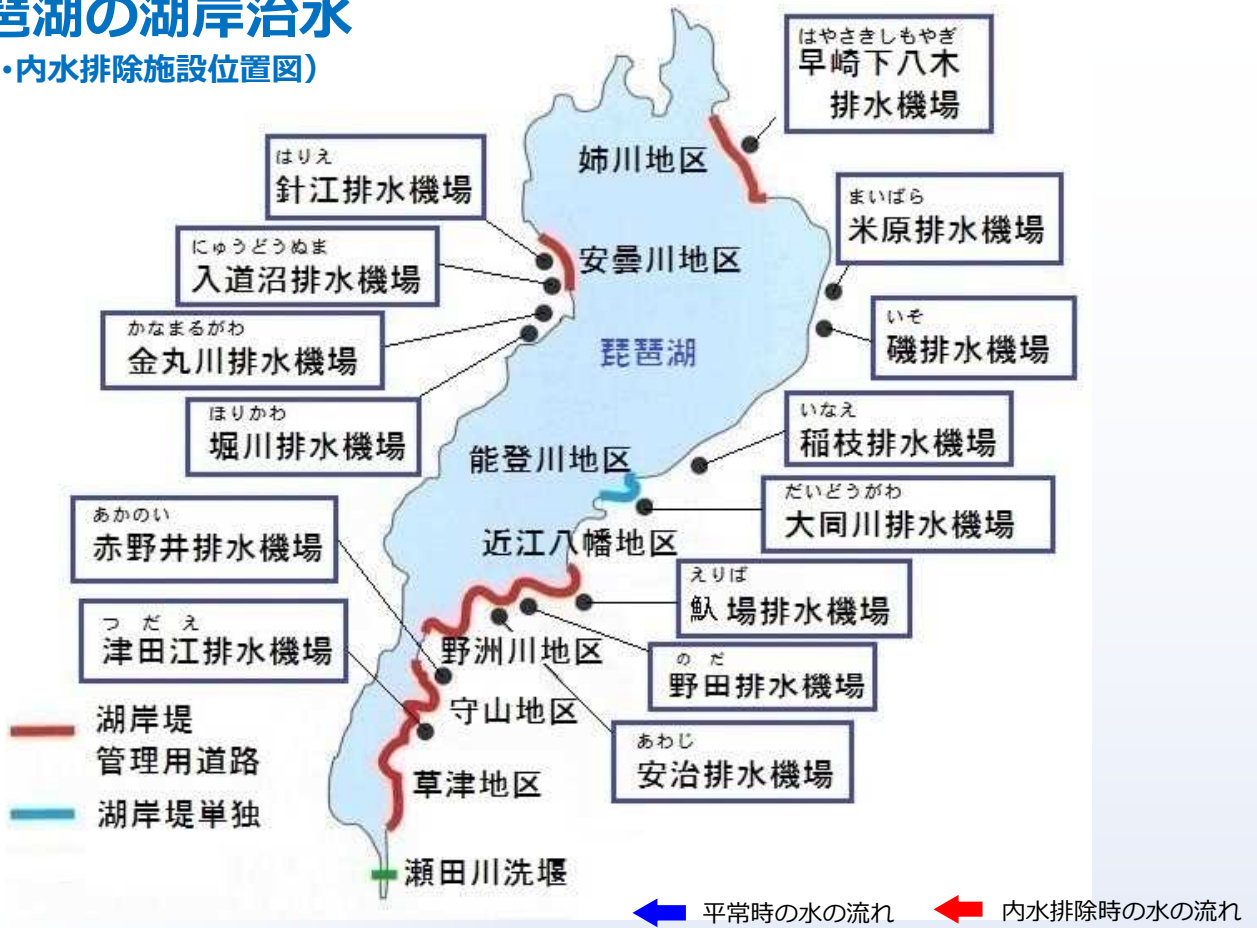 琶湖の湖岸治水
・内水排除施設位置図）
はやさきしもやぎ
早崎下八木
排水機場
はりえ
針江排水機場
姉川地区
まいばら
米原排水機場
にゅうどうぬま
入道沼排水機場
安曇川地区
かなまるがわ
金丸川排水機場
いそ
磯排水機場
琵琶湖
ほりかわ
堀川排水機場
いなえ
稲枝排水機場
能登川地区
だいどうがわ
大同川排水機場
あかのい
赤野井排水機場
近江八幡地区
えりば
魞場排水機場
つだえ
津田江排水機場
野洲川地区
のだ
野田排水機場
守山地区
湖岸堤
管理用道路
あわじ
安治排水機場
草津地区
湖岸堤単独
瀬田川洗堰
平常時の水の流れ
内水排除時の水の流れ